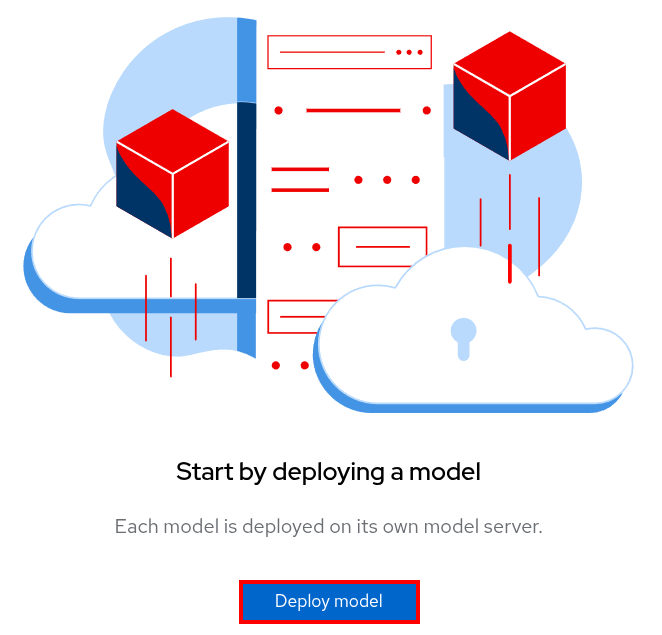 Start by deploying a model
Each model is deployed on its own model server.
Deploy model